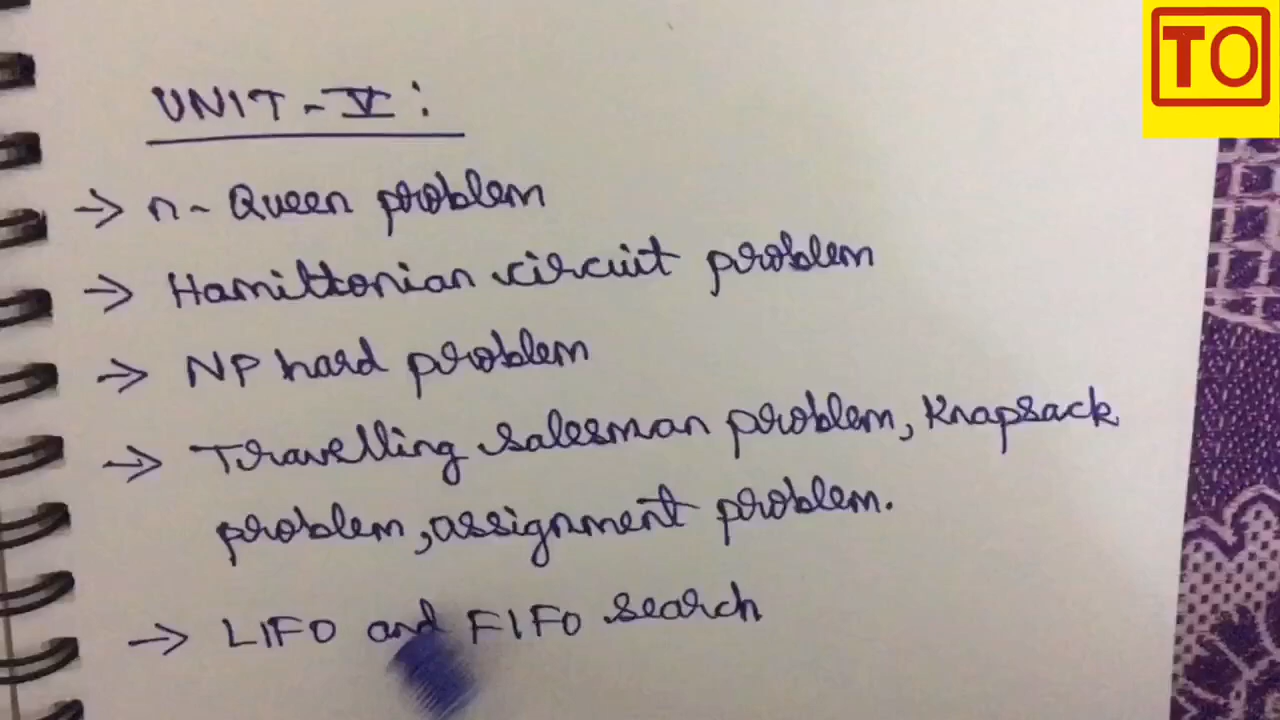 TO
UNIT-V:
→ n-Queen problem
→ Hamiltonian circuit problem
→ NP hard problem
→ Travelling salesman problem, Knapsack
problem, assignment problem.
→ LIFO and FIFO search